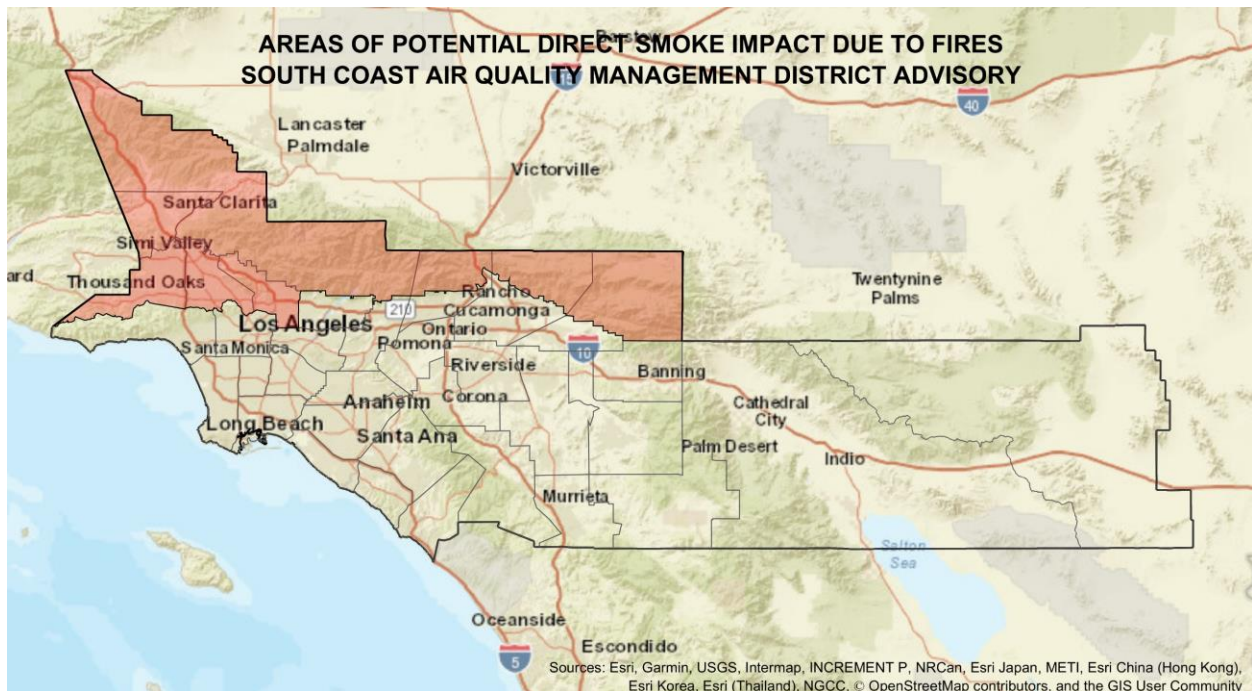 AREAS OF POTENTIAL DIRECT SMOKE IMPACT DUE TO FIRES
SOUTH COAST AIR QUALITY MANAGEMENT DISTRICT ADVISORY
Barstow
15
40
Lancaster
Palmdale
Victorville
Santa Clarita
Simi Valley
ard
Thousand Oaks
Twentynine
Palms
Rancho
Cucamonga
210
Los Angeles
Ontario
Santa Monica
Pomona
10
Riverside
Banning
Anaheim
Corona
Cathedral
City
Long Beach
Santa Ana
Palm Desert
Indio
Murrieta
Salton
Sea
Oceanside
Escondido
5
Sources: Esri, Garmin, USGS, Intermap, INCREMENT P, NRCan, Esri Japan, METI, Esri China (Hong Kong),
Esri Korea, Esri (Thailand), NGCC, © OpenStreetMap contributors, and the GIS User Community